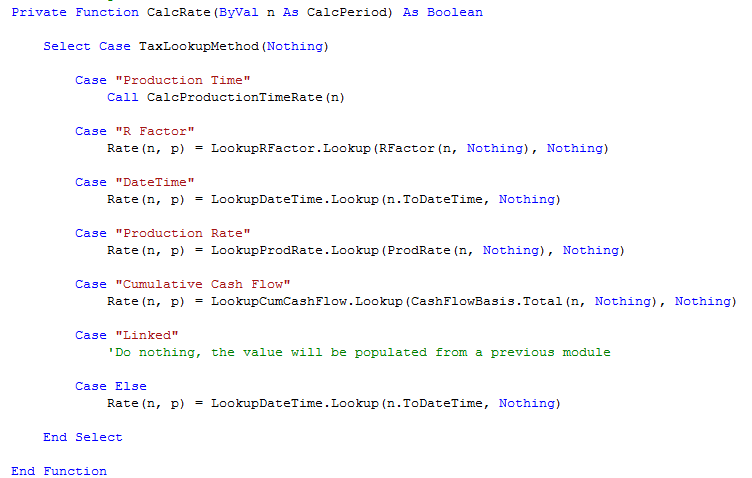 Private Function CalcRate(ByVal n As CalcPeriod) As Boolean
Select Case TaxLookupMethod(Nothing)
Case "Production Time"
Call CalcProductionTimeRate(n)
Case "R Factor"
Rate(n, p) = LookupRFactor.Lookup(RFactor(n, Nothing), Nothing)
Case "DateTime"
Rate(n, p) = LookupDateTime.Lookup(n.ToDateTime, Nothing)
Case "Production Rate"
Rate(n, p) = LookupProdRate.Lookup(ProdRate(n, Nothing), Nothing)
Case "Cumulative Cash Flow"
Rate(n, p) = LookupCumCashFlow.Lookup(CashFlowBasis.Total(n, Nothing), Nothing)
Case "Linked"
'Do nothing, the value will be populated from a previous module
Case Else
Rate(n, p) = LookupDateTime.Lookup(n.ToDateTime, Nothing)
End Select
End Function